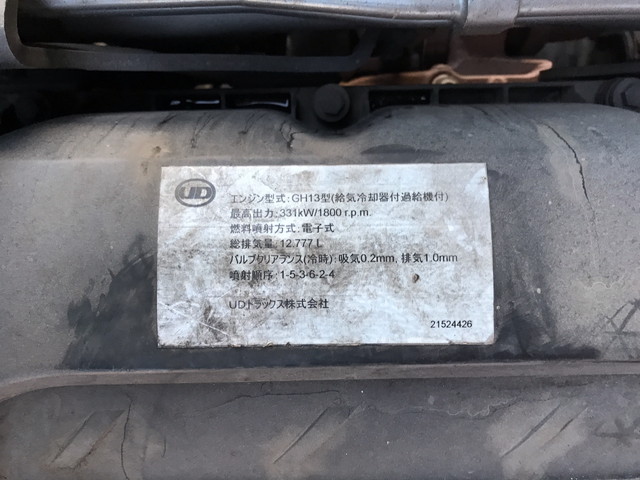 UD
エンジン型式:GH13型(給気冷却器付過給機付)
最高出力:331kW/1800 r.p.m.
燃料噴射方式:電子式
総排気量:12.777 L
バルブクリアランス(冷時):吸気0.2mm, 排気1.0mm
噴射順序:1-5-3-6-2-4
UDトラックス株式会社
21524426